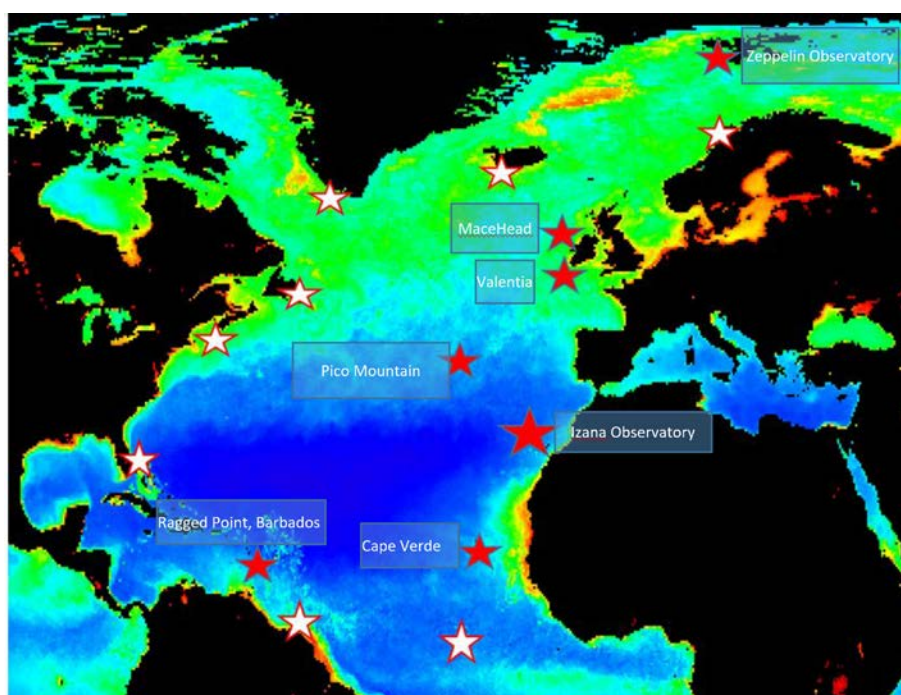 Zeppelin Observatory
MaceHead
Valentia
Pico Mountain
Izana Observatory
Ragged Point, Barbados
Cape Verde